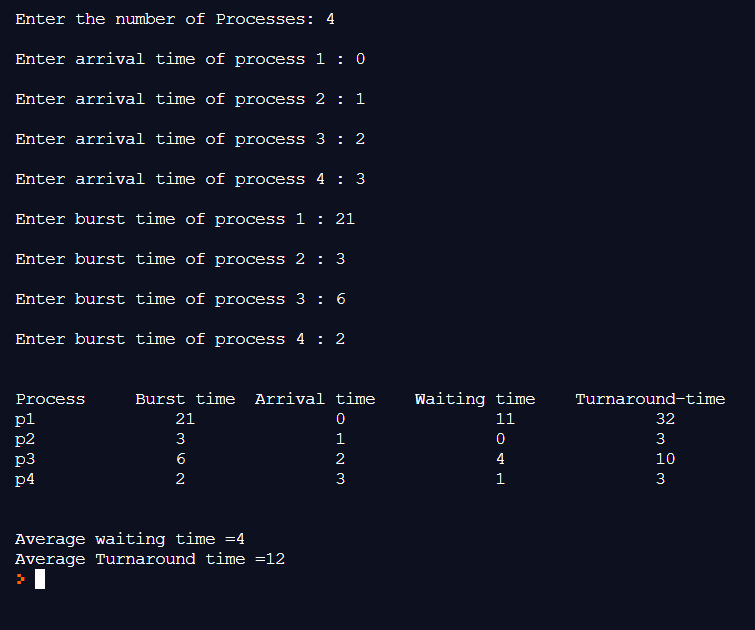 Enter the number of Processes: 4
Enter arrival time of process 1 : 0
Enter arrival time of process 2 : 1
Enter arrival time of process 3 : 2
Enter arrival time of process 4 : 3
Enter burst time of process 1 : 21
Enter burst time of process 2 : 3
Enter burst time of process 3 : 6
Enter burst time of process 4 : 2
Process Burst time Arrival time Waiting time Turnaround-time
p1 21 0 11 32
p2 3 1 0 3
p3 6 2 4 10
p4 2 3 1 3
Average waiting time =4
Average Turnaround time =12
>